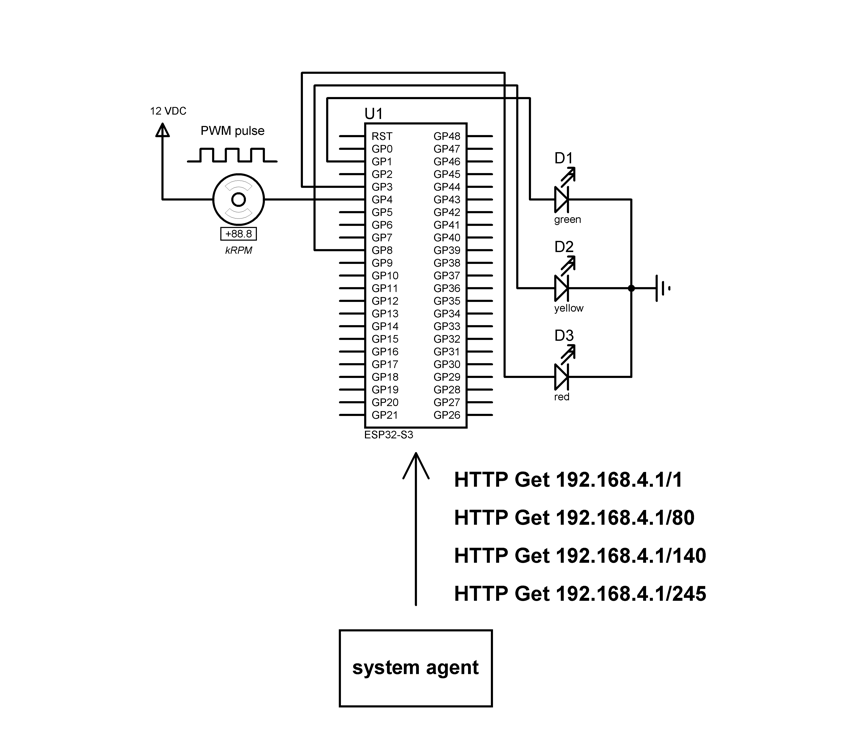 12 VDC
PWM pulse
+88.8
kRPM
U1
RST
GP0
GP1
GP2
GP3
GP4
GP5
GP6
GP7
GP8
GP9
GP10
GP11
GP12
GP13
GP14
GP15
GP16
GP17
GP18
GP19
GP20
GP21
GP48
GP47
GP46
GP45
GP44
GP43
GP42
GP41
GP40
GP39
GP38
GP37
GP36
GP35
GP34
GP33
GP32
GP31
GP30
GP29
GP28
GP27
GP26
ESP32-S3
D1
green
D2
yellow
D3
red
HTTP Get 192.168.4.1/1
HTTP Get 192.168.4.1/80
HTTP Get 192.168.4.1/140
HTTP Get 192.168.4.1/245
system agent